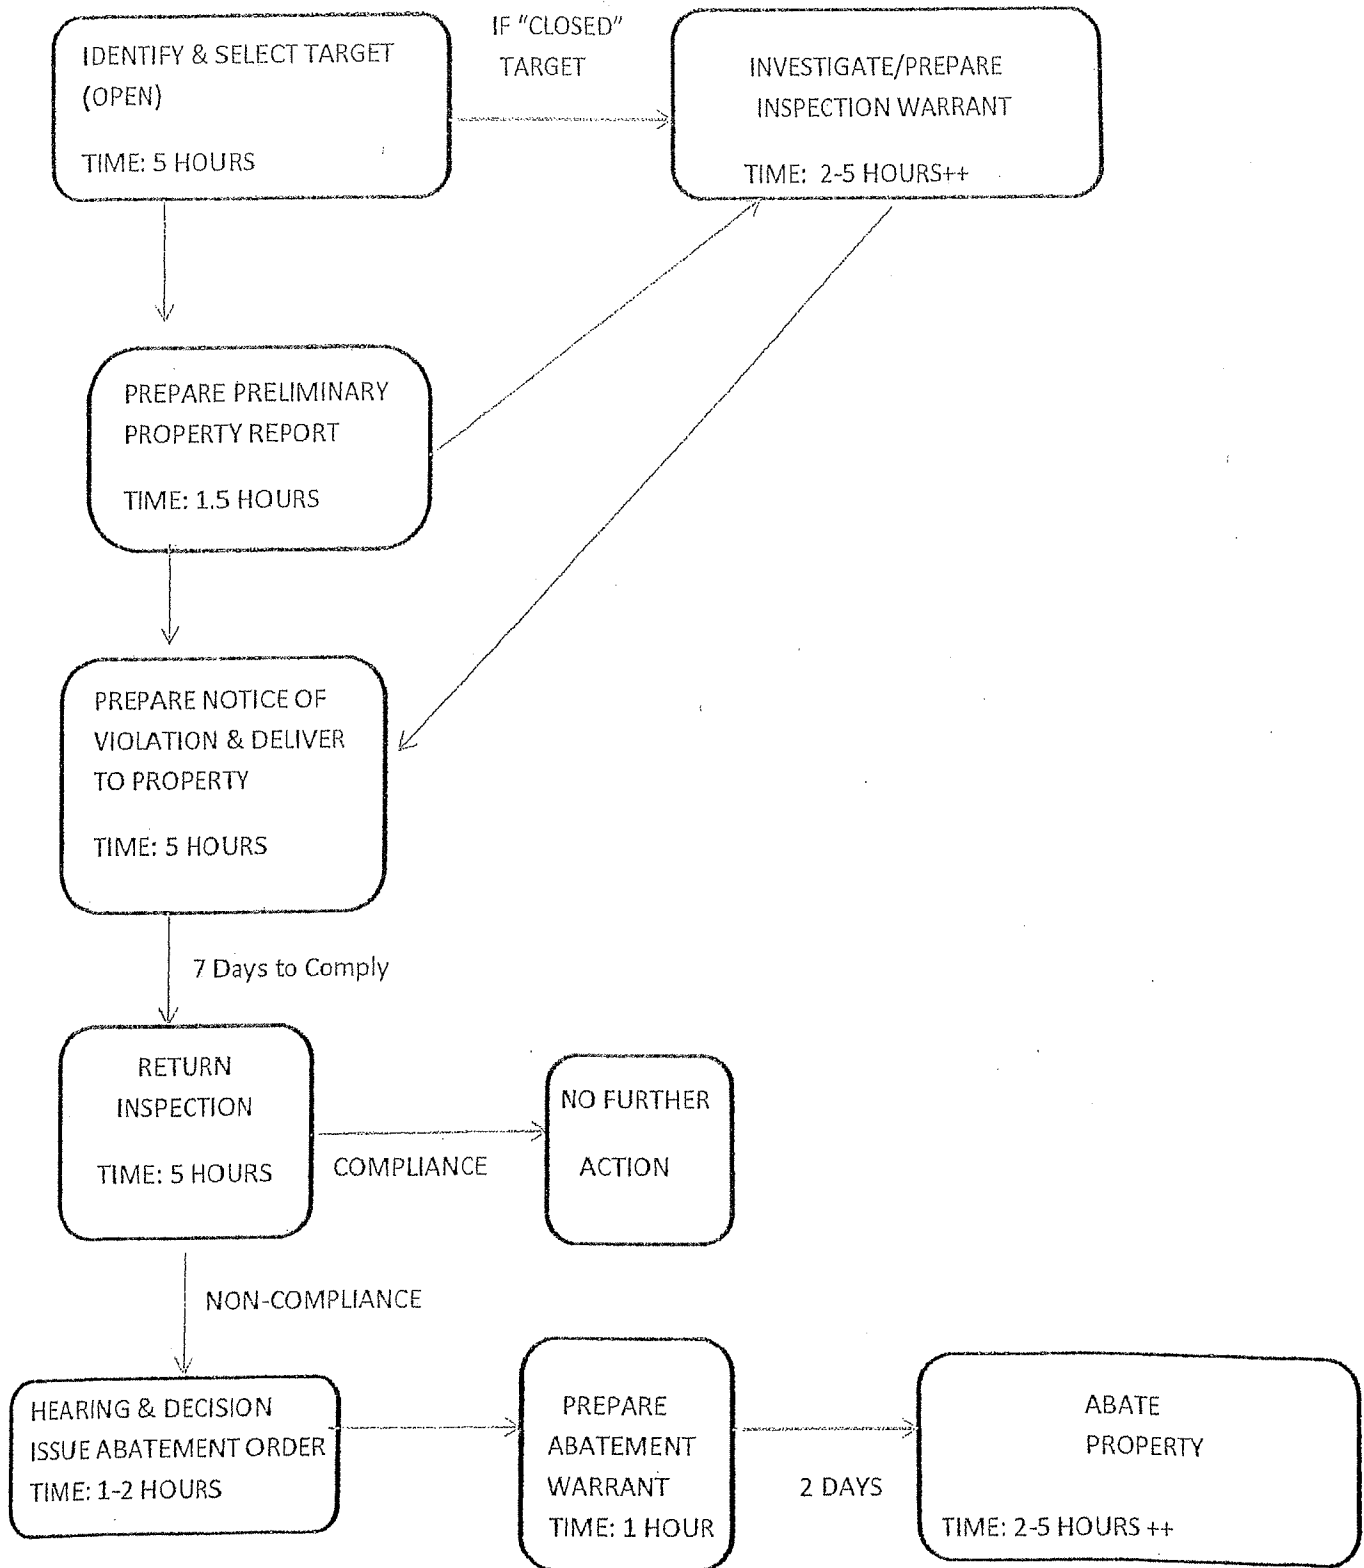 IDENTIFY & SELECT TARGET
(OPEN)
TIME: 5 HOURS
IF "CLOSED"
TARGET
INVESTIGATE/PREPARE
INSPECTION WARRANT
TIME: 2-5 HOURS++
PREPARE PRELIMINARY
PROPERTY REPORT
TIME: 1.5 HOURS
PREPARE NOTICE OF
VIOLATION & DELIVER
TO PROPERTY
TIME: 5 HOURS
7 Days to Comply
RETURN
INSPECTION
TIME: 5 HOURS
COMPLIANCE
NO FURTHER
ACTION
NON-COMPLIANCE
HEARING & DECISION
ISSUE ABATEMENT ORDER
TIME: 1-2 HOURS
PREPARE
ABATEMENT
WARRANT
TIME: 1 HOUR
2 DAYS
ABATE
PROPERTY
TIME: 2-5 HOURS ++